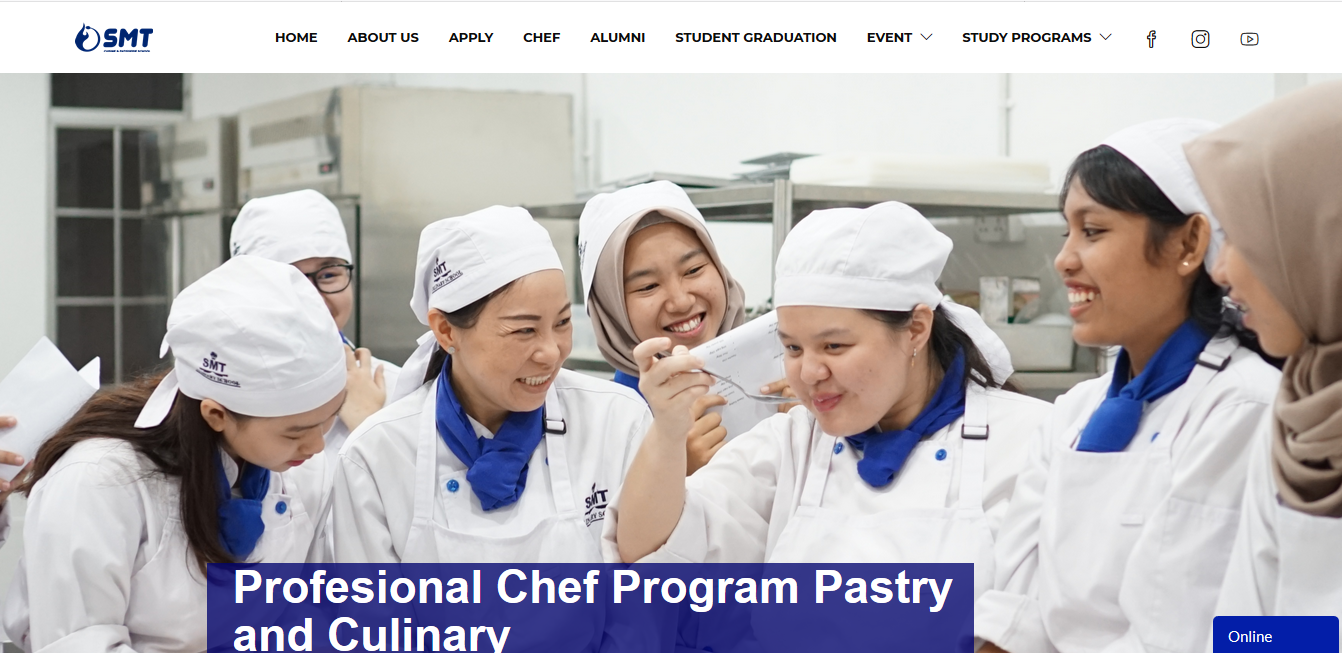 SMT
HOME
ABOUT US
APPLY
CHEF
ALUMNI
STUDENT GRADUATION
EVENT
STUDY PROGRAMS
SMT
SMT
SMT
Profesional Chef Program Pastry
and Culinary
Online